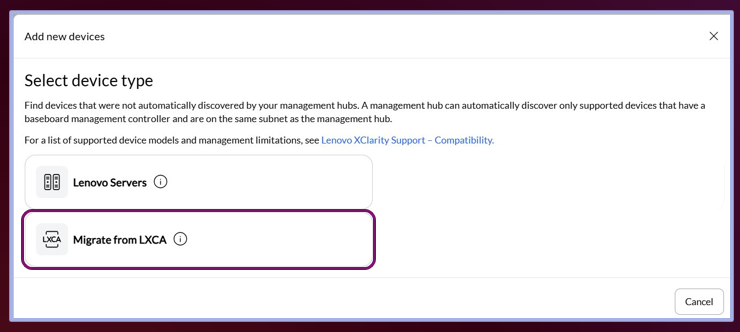 Add new devices
Select device type
Find devices that were not automatically discovered by your management hubs. A management hub can automatically discover only supported devices that have a
baseboard management controller and are on the same subnet as the management hub.
For a list of supported device models and management limitations, see Lenovo XClarity Support – Compatibility.
Lenovo Servers
LXCA Migrate from LXCA
Cancel